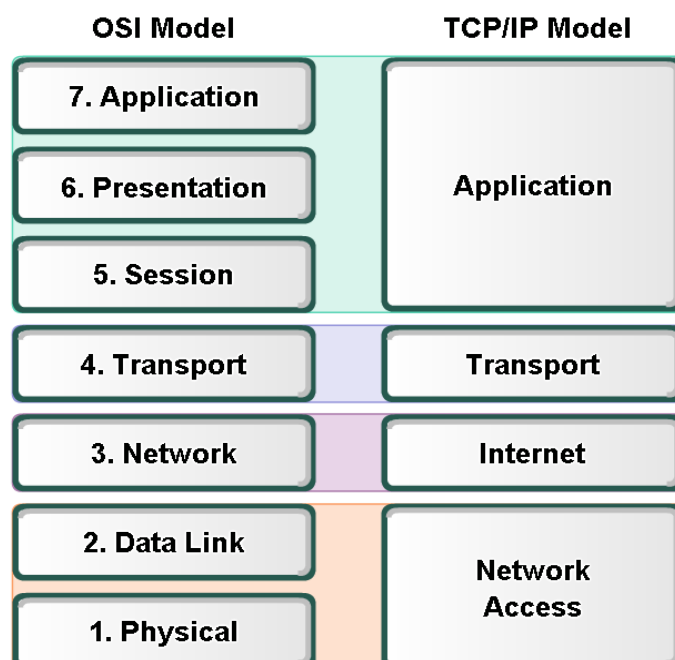 OSI Model
TCP/IP Model
7. Application
6. Presentation
5. Session
Application
4. Transport
Transport
3. Network
Internet
2. Data Link
1. Physical
Network
Access